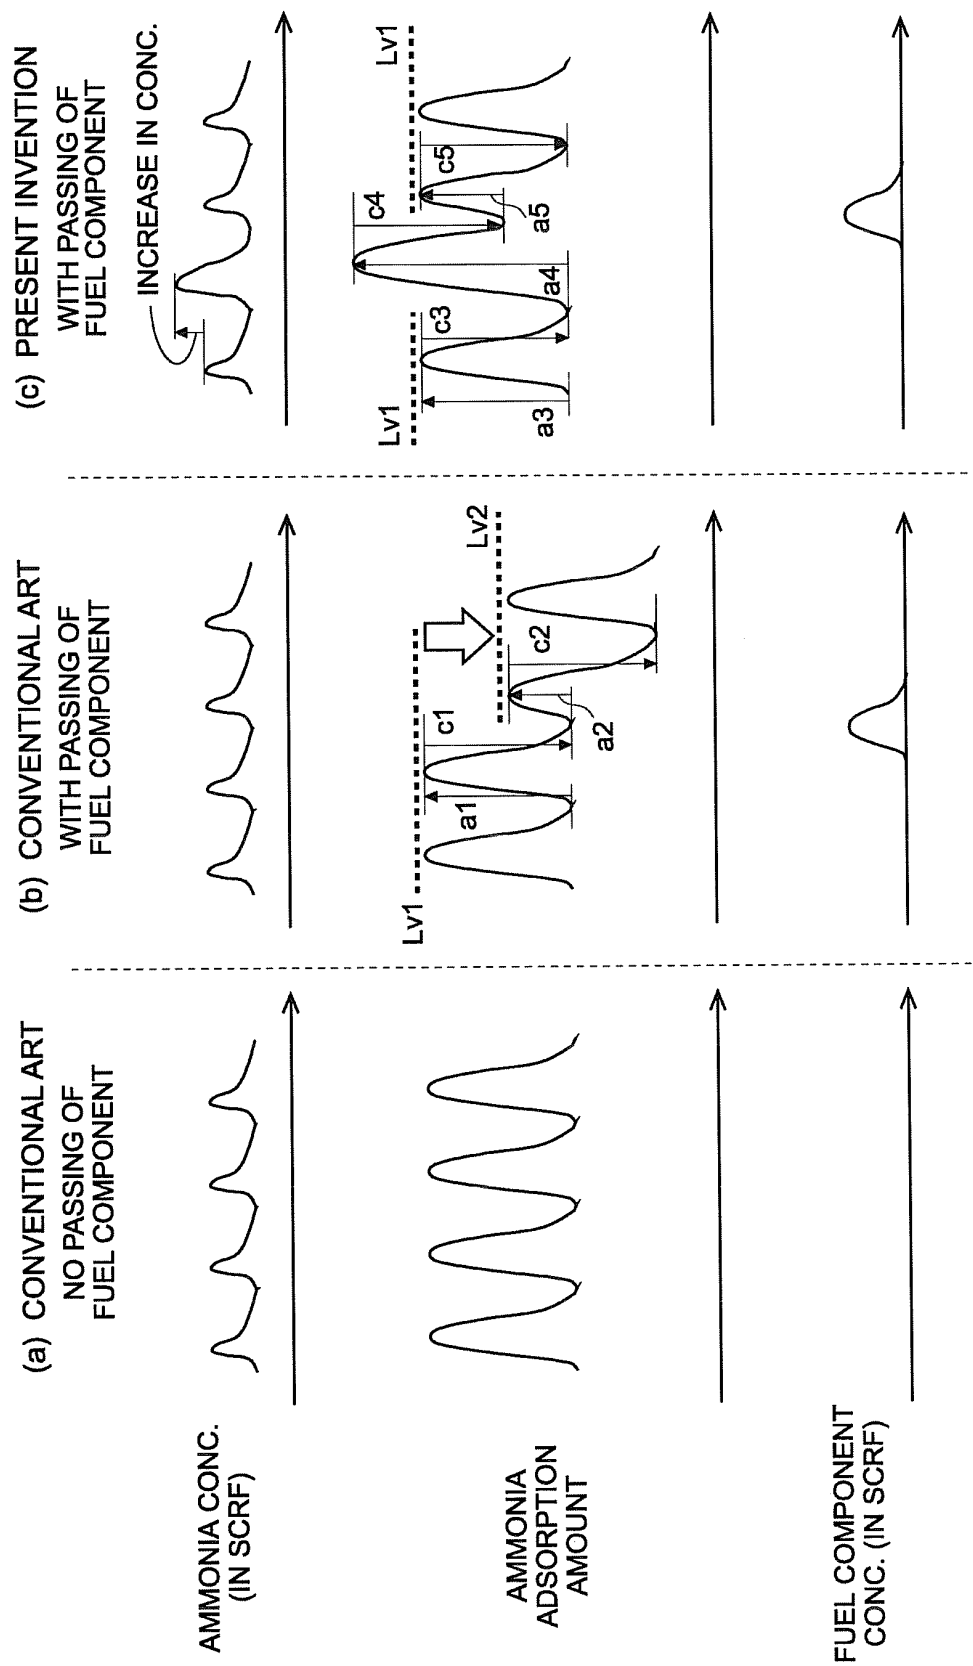 (a) CONVENTIONAL ART
NO PASSING OF
FUEL COMPONENT
(b) CONVENTIONAL ART
WITH PASSING OF
FUEL COMPONENT
(c) PRESENT INVENTION
WITH PASSING OF
FUEL COMPONENT
AMMONIA CONC.
(IN SCRF)
INCREASE IN CONC.
AMMONIA
ADSORPTION
AMOUNT
Lv1
a1
c1
a2
c2
Lv2
Lv1
a3
c3
a4
c4
a5
c5
Lv1
FUEL COMPONENT
CONC. (IN SCRF)